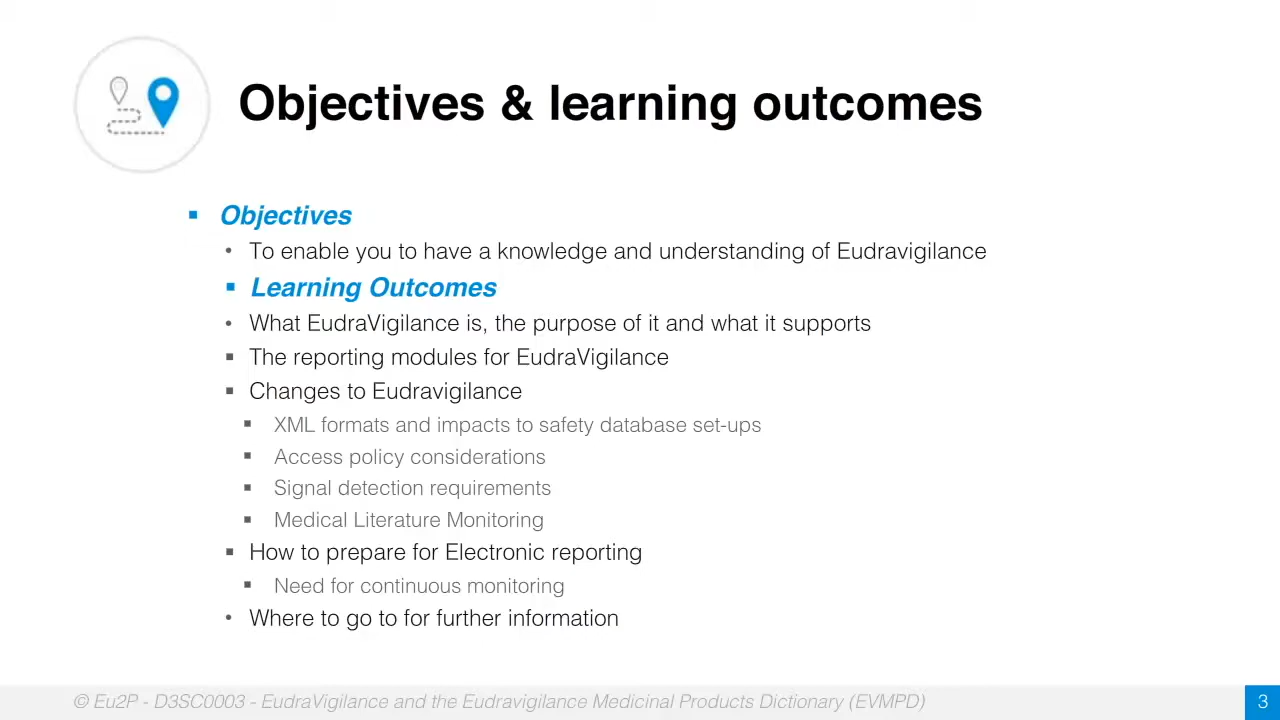 Objectives & learning outcomes
▪ Objectives
• To enable you to have a knowledge and understanding of Eudravigilance
▪ Learning Outcomes
• What EudraVigilance is, the purpose of it and what it supports
▪ The reporting modules for EudraVigilance
▪ Changes to Eudravigilance
▪ XML formats and impacts to safety database set-ups
▪ Access policy considerations
▪ Signal detection requirements
▪ Medical Literature Monitoring
▪ How to prepare for Electronic reporting
▪ Need for continuous monitoring
• Where to go to for further information
© Eu2P - D3SC0003 - EudraVigilance and the Eudravigilance Medicinal Products Dictionary (EVMPD)
3